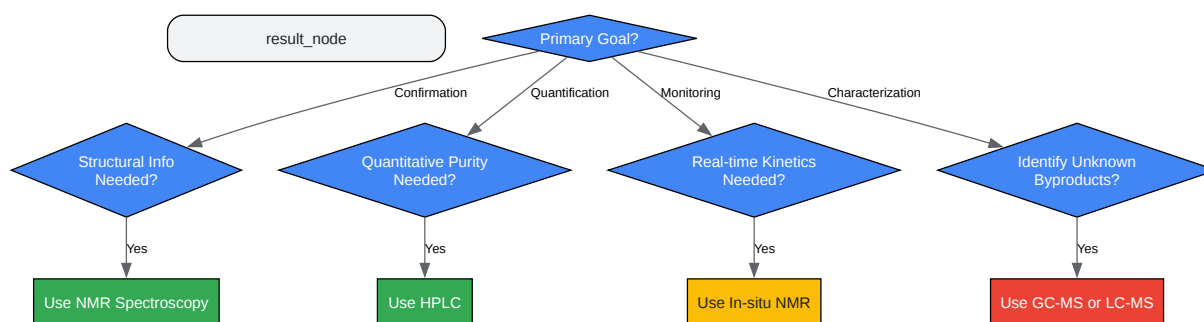 result_node
Primary Goal?
Confirmation
Quantification
Monitoring
Characterization
Structural Info
Needed?
Quantitative Purity
Needed?
Real-time Kinetics
Needed?
Identify Unknown
Byproducts?
Yes
Yes
Yes
Yes
Use NMR Spectroscopy
Use HPLC
Use In-situ NMR
Use GC-MS or LC-MS